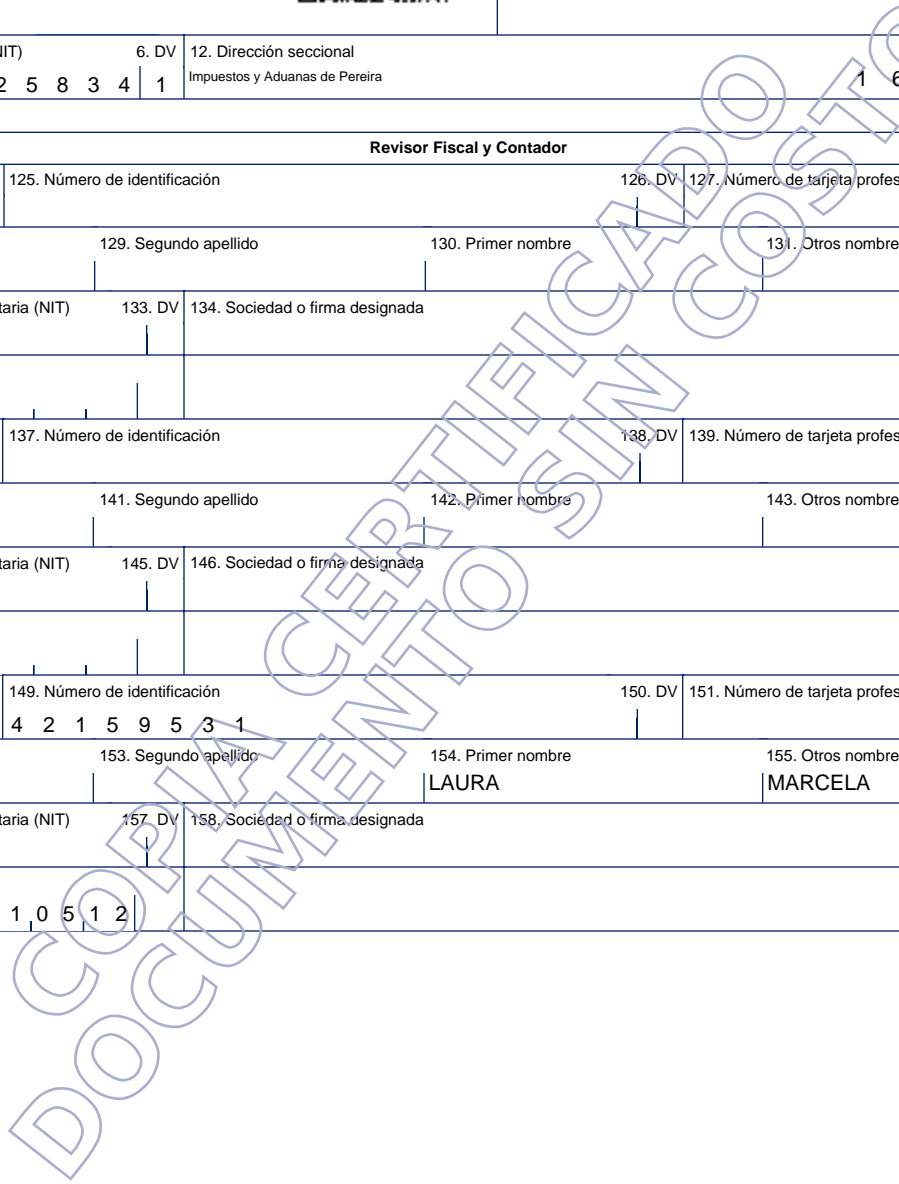 NIT) 6. DV 12. Dirección seccional
2 5 8 3 4 1 Impuestos y Aduanas de Pereira 1 6
Revisor Fiscal y Contador
125. Número de identificación 126. DV 127. Número de tarjeta profes
129. Segundo apellido 130. Primer nombre 131. Otros nombre
taria (NIT) 133. DV 134. Sociedad o firma designada
137. Número de identificación 138. DV 139. Número de tarjeta profes
141. Segundo apellido 142. Primer nombre 143. Otros nombre
taria (NIT) 145. DV 146. Sociedad o firma designada
149. Número de identificación 150. DV 151. Número de tarjeta profes
4 2 1 5 9 5 3 1
153. Segundo apellido 154. Primer nombre 155. Otros nombre
LAURA MARCELA
taria (NIT) 157. DV 158. Sociedad o firma designada
1 0 5 1 2
COPIA CERTIFICADO
DOCUMENTO SIN COSTO